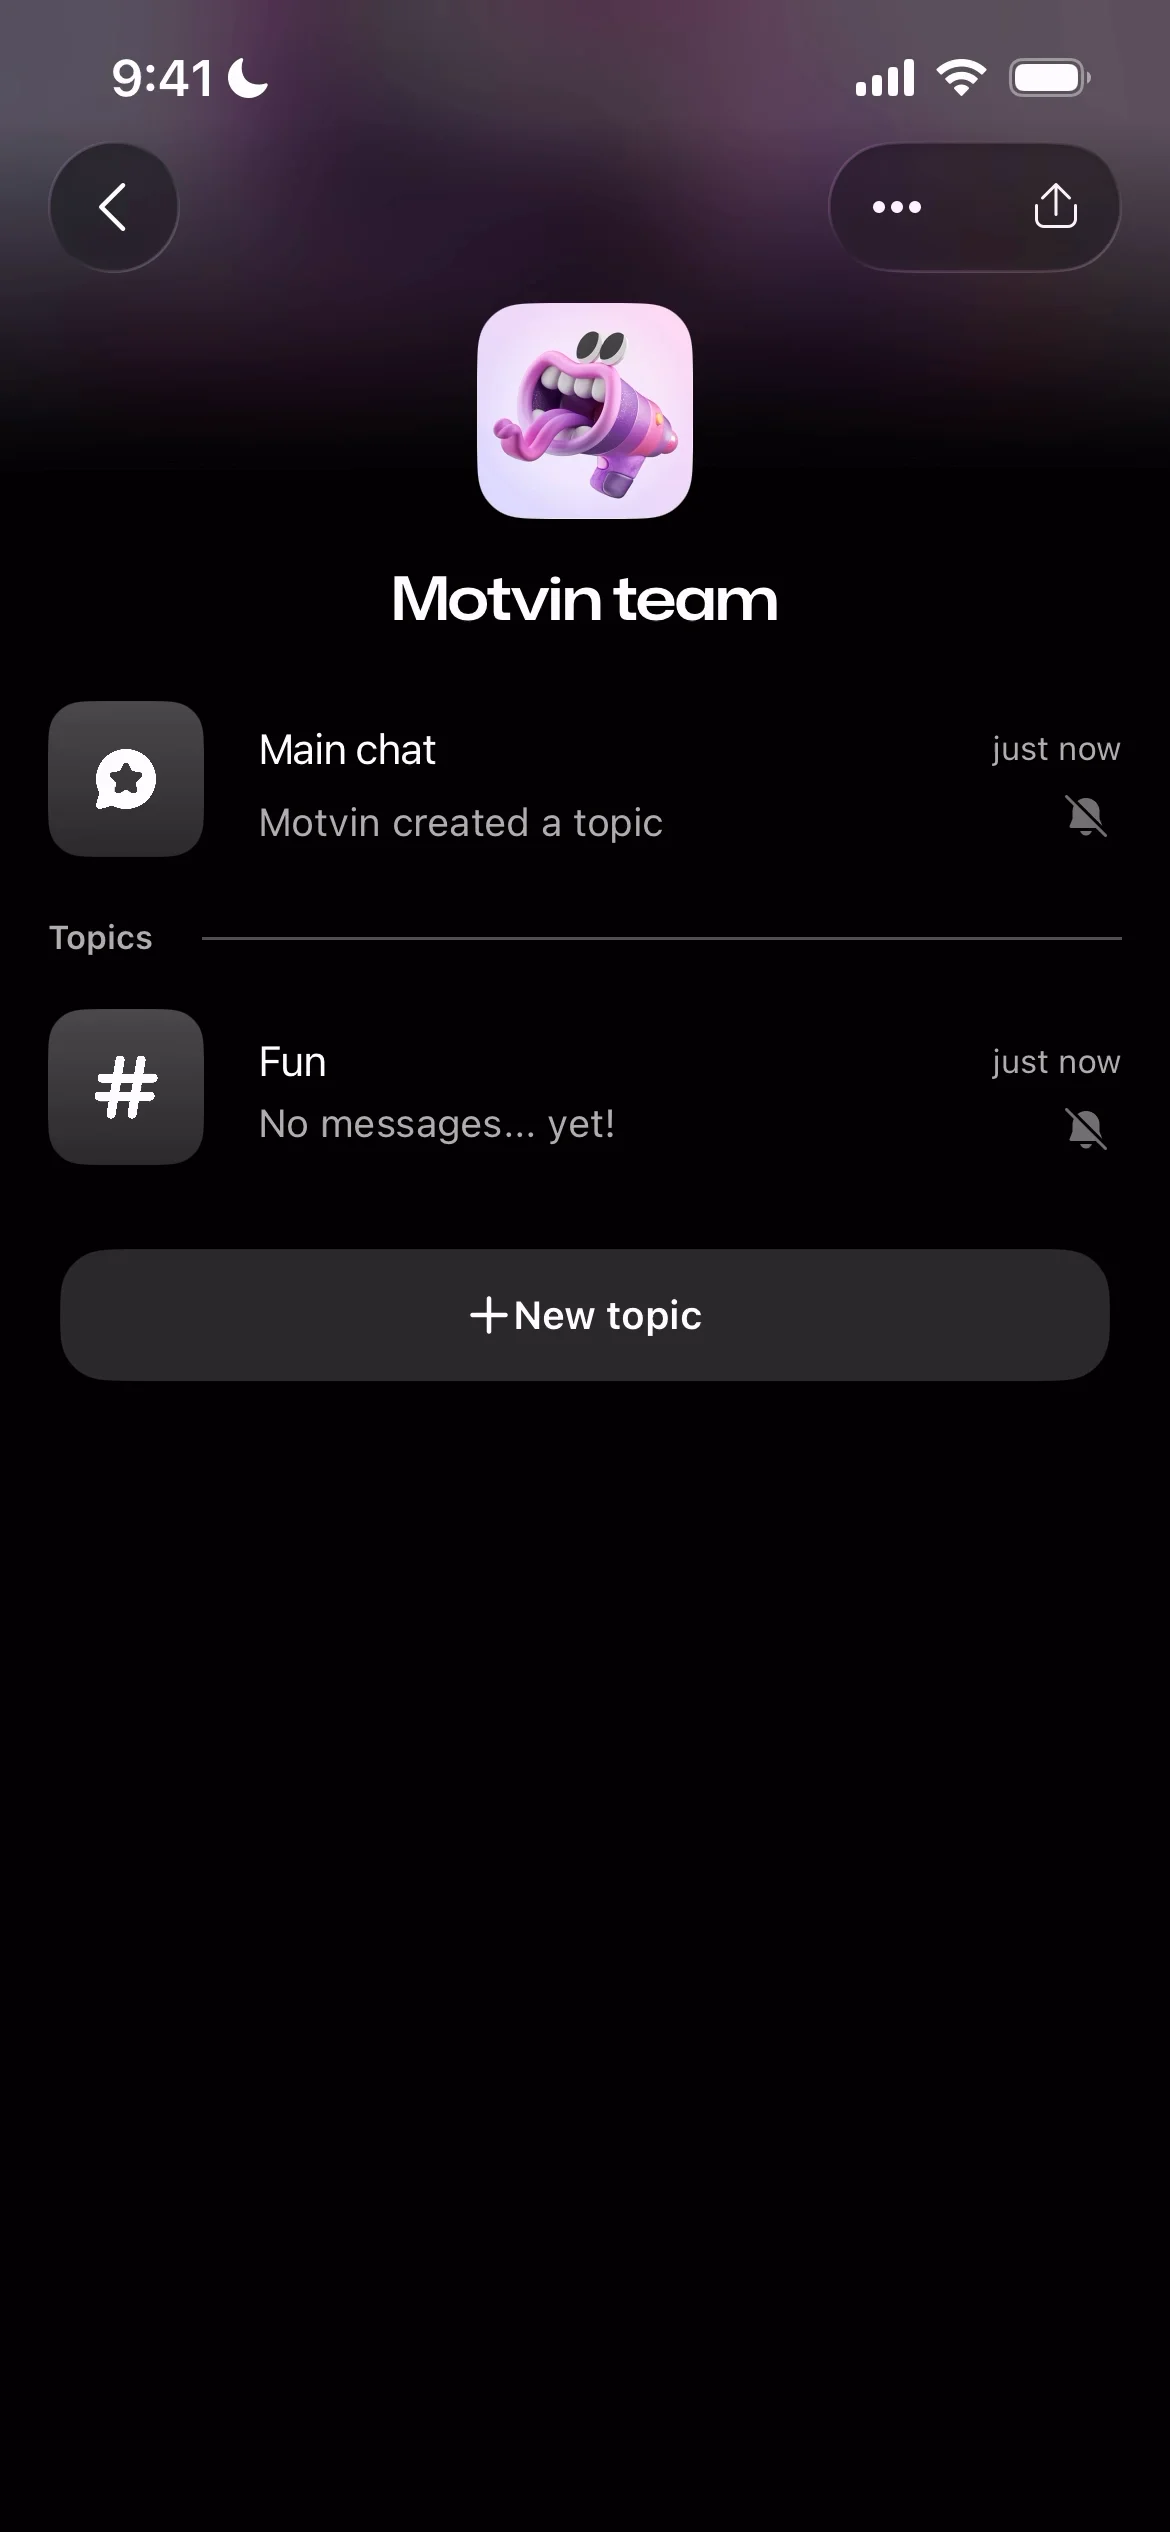 9:41
Motvin team
Main chat
just now
Motvin created a topic
Topics
Fun
just now
No messages... yet!
New topic